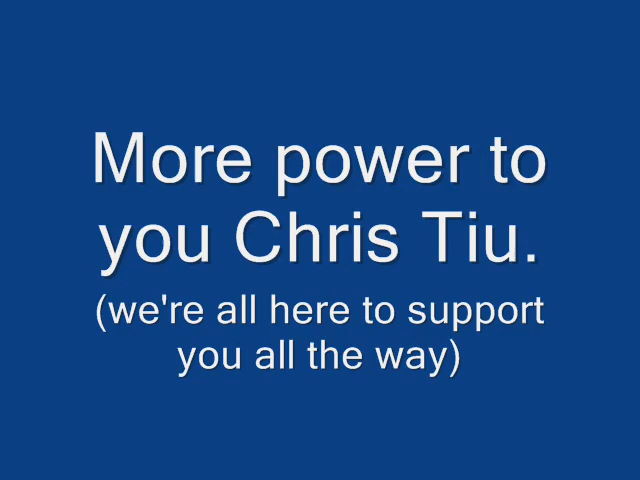 More power to
you Chris Tiu.
(we're all here to support
you all the way)